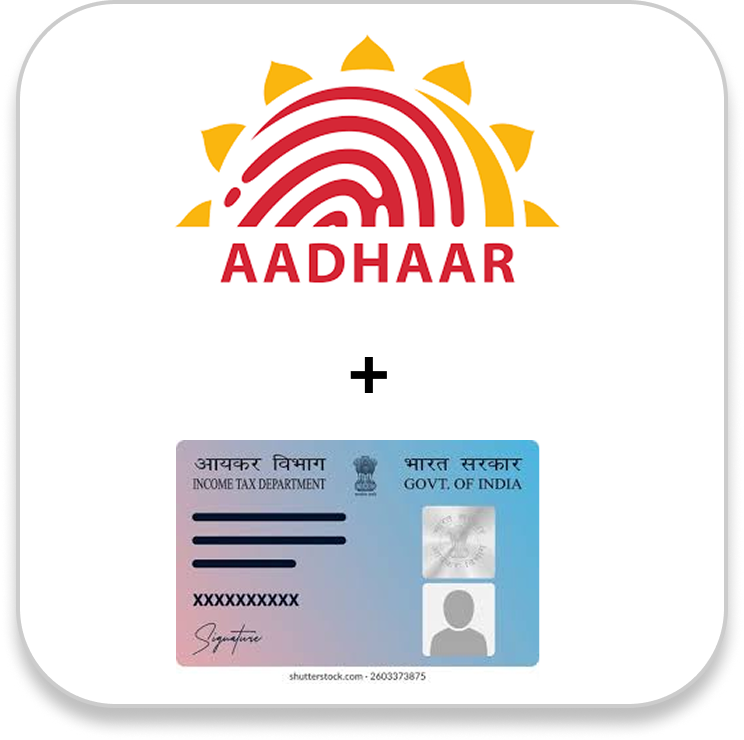 AADHAAR
+
आयकर विभाग भारत सरकार
INCOME TAX DEPARTMENT GOVT. OF INDIA
XXXXXXXXXX
Signature
shutterstock.com · 2603373875